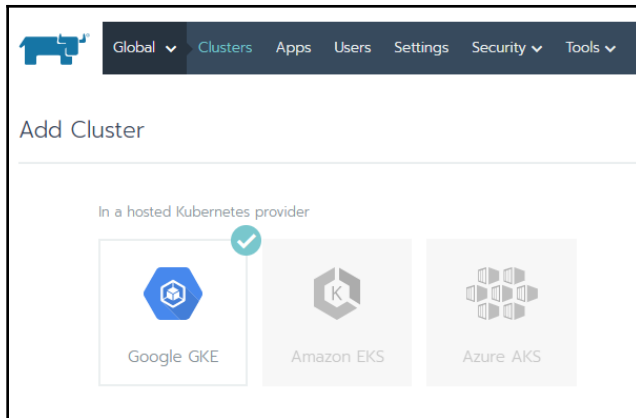 Global Clusters Apps Users Settings Security Tools
Add Cluster
In a hosted Kubernetes provider
K
Google GKE Amazon EKS Azure AKS